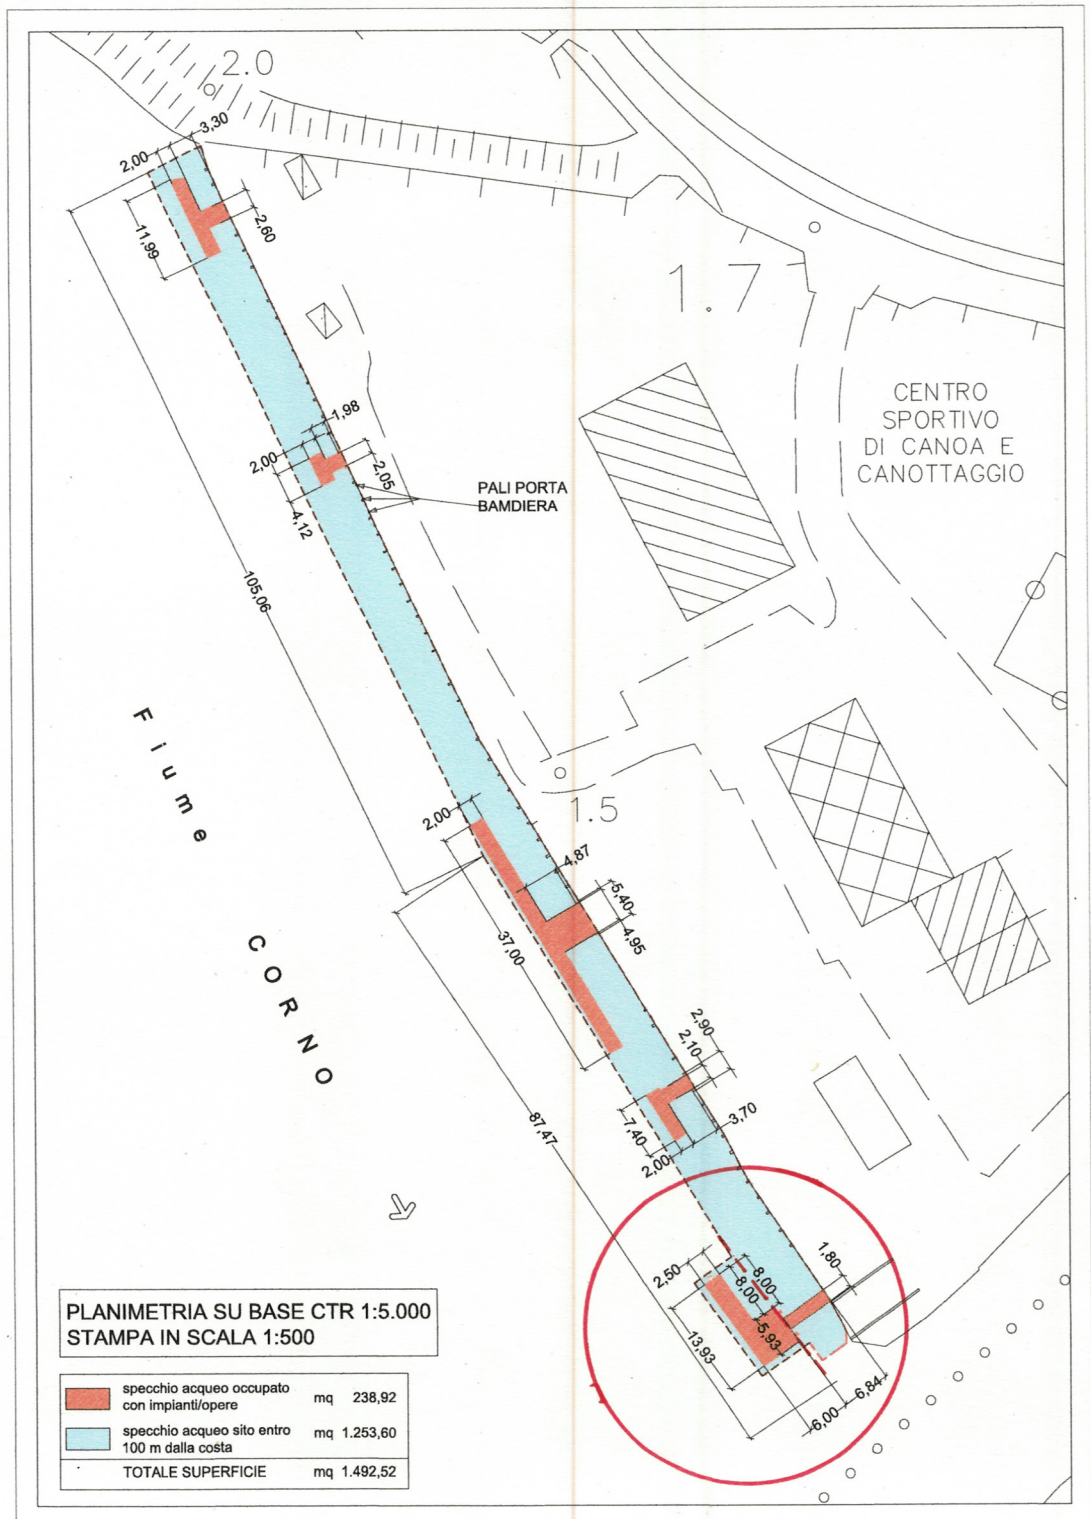 2.0
3,30
2,00
2,60
11,99
1.7
CENTRO
SPORTIVO
DI CANOA E
CANOTTAGGIO
1,98
2,00
2,05
4,12
PALI PORTA
BAMDIERA
105,06
Fiume CORNO
1.5
2,00
4,87
5,40
4,95
37,00
2,90
2,10
3,70
7,40
2,00
87,47
1,80
2,50
8,00
8,00
5,93
13,93
6,84
6,00
PLANIMETRIA SU BASE CTR 1:5.000
STAMPA IN SCALA 1:500
specchio acqueo occupato
con impianti/opere mq 238,92
specchio acqueo sito entro
100 m dalla costa mq 1.253,60
TOTALE SUPERFICIE mq 1.492,52